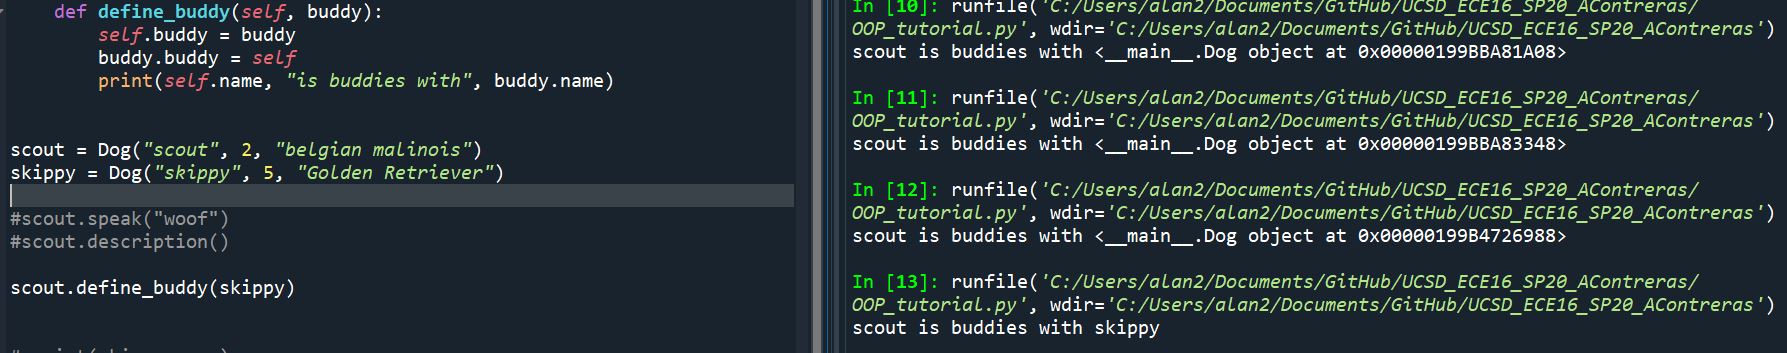 def define_buddy(self, buddy):
self.buddy = buddy
buddy.buddy = self
print(self.name, "is buddies with", buddy.name)
scout = Dog("scout", 2, "belgian malinois")
skippy = Dog("skippy", 5, "Golden Retriever")
#scout.speak("woof")
#scout.description()
scout.define_buddy(skippy)
In [10]: runfile('C:/Users/alan2/Documents/GitHub/UCSD_ECE16_SP20_AContreras/
OOP_tutorial.py', wdir='C:/Users/alan2/Documents/GitHub/UCSD_ECE16_SP20_AContreras')
scout is buddies with <__main__.Dog object at 0x00000199BBA81A08>
In [11]: runfile('C:/Users/alan2/Documents/GitHub/UCSD_ECE16_SP20_AContreras/
OOP_tutorial.py', wdir='C:/Users/alan2/Documents/GitHub/UCSD_ECE16_SP20_AContreras')
scout is buddies with <__main__.Dog object at 0x00000199BBA83348>
In [12]: runfile('C:/Users/alan2/Documents/GitHub/UCSD_ECE16_SP20_AContreras/
OOP_tutorial.py', wdir='C:/Users/alan2/Documents/GitHub/UCSD_ECE16_SP20_AContreras')
scout is buddies with <__main__.Dog object at 0x00000199B4726988>
In [13]: runfile('C:/Users/alan2/Documents/GitHub/UCSD_ECE16_SP20_AContreras/
OOP_tutorial.py', wdir='C:/Users/alan2/Documents/GitHub/UCSD_ECE16_SP20_AContreras')
scout is buddies with skippy